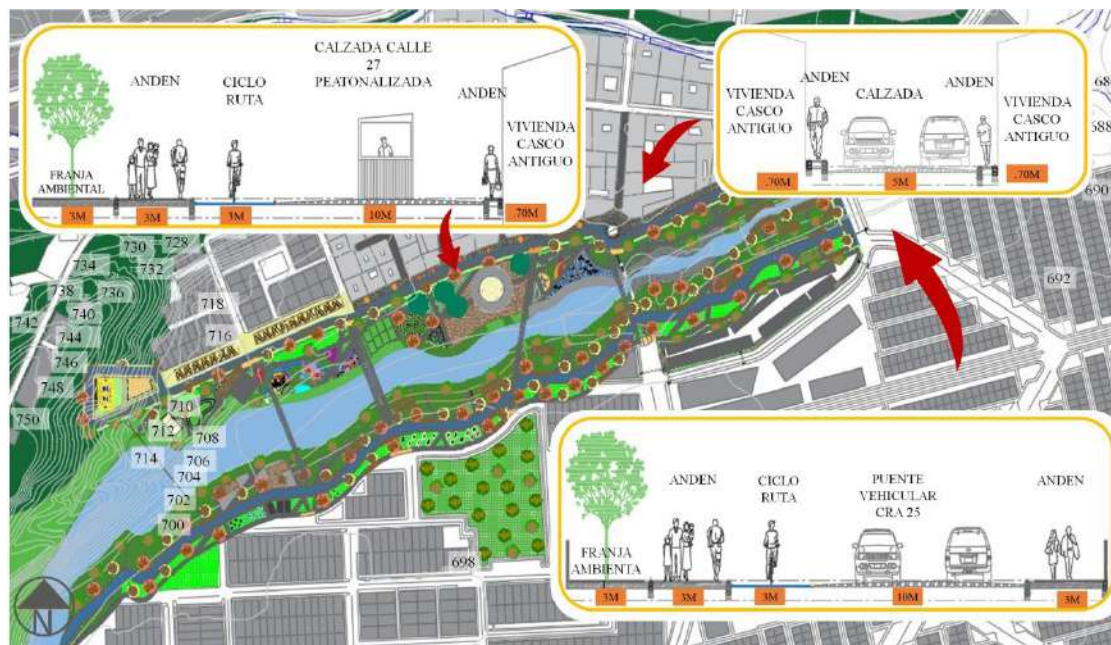 CALZADA CALLE
27
PEATONALIZADA
ANDEN
CICLO
RUTA
ANDEN
VIVIENDA
CASCO
ANTIGUO
FRANJA
AMBIENTAL
3M
3M
3M
10M
.70M
ANDEN
CALZADA
ANDEN
VIVIENDA
CASCO
ANTIGUO
VIVIENDA
CASCO
ANTIGUO
.70M
5M
.70M
688
690
692
730
728
734
732
738
736
718
742
740
744
716
746
748
710
750
712
708
714
706
704
702
700
698
ANDEN
CICLO
RUTA
PUENTE
VEHICULAR
CRA 25
ANDEN
FRANJA
AMBIENTA
3M
3M
3M
10M
3M
N